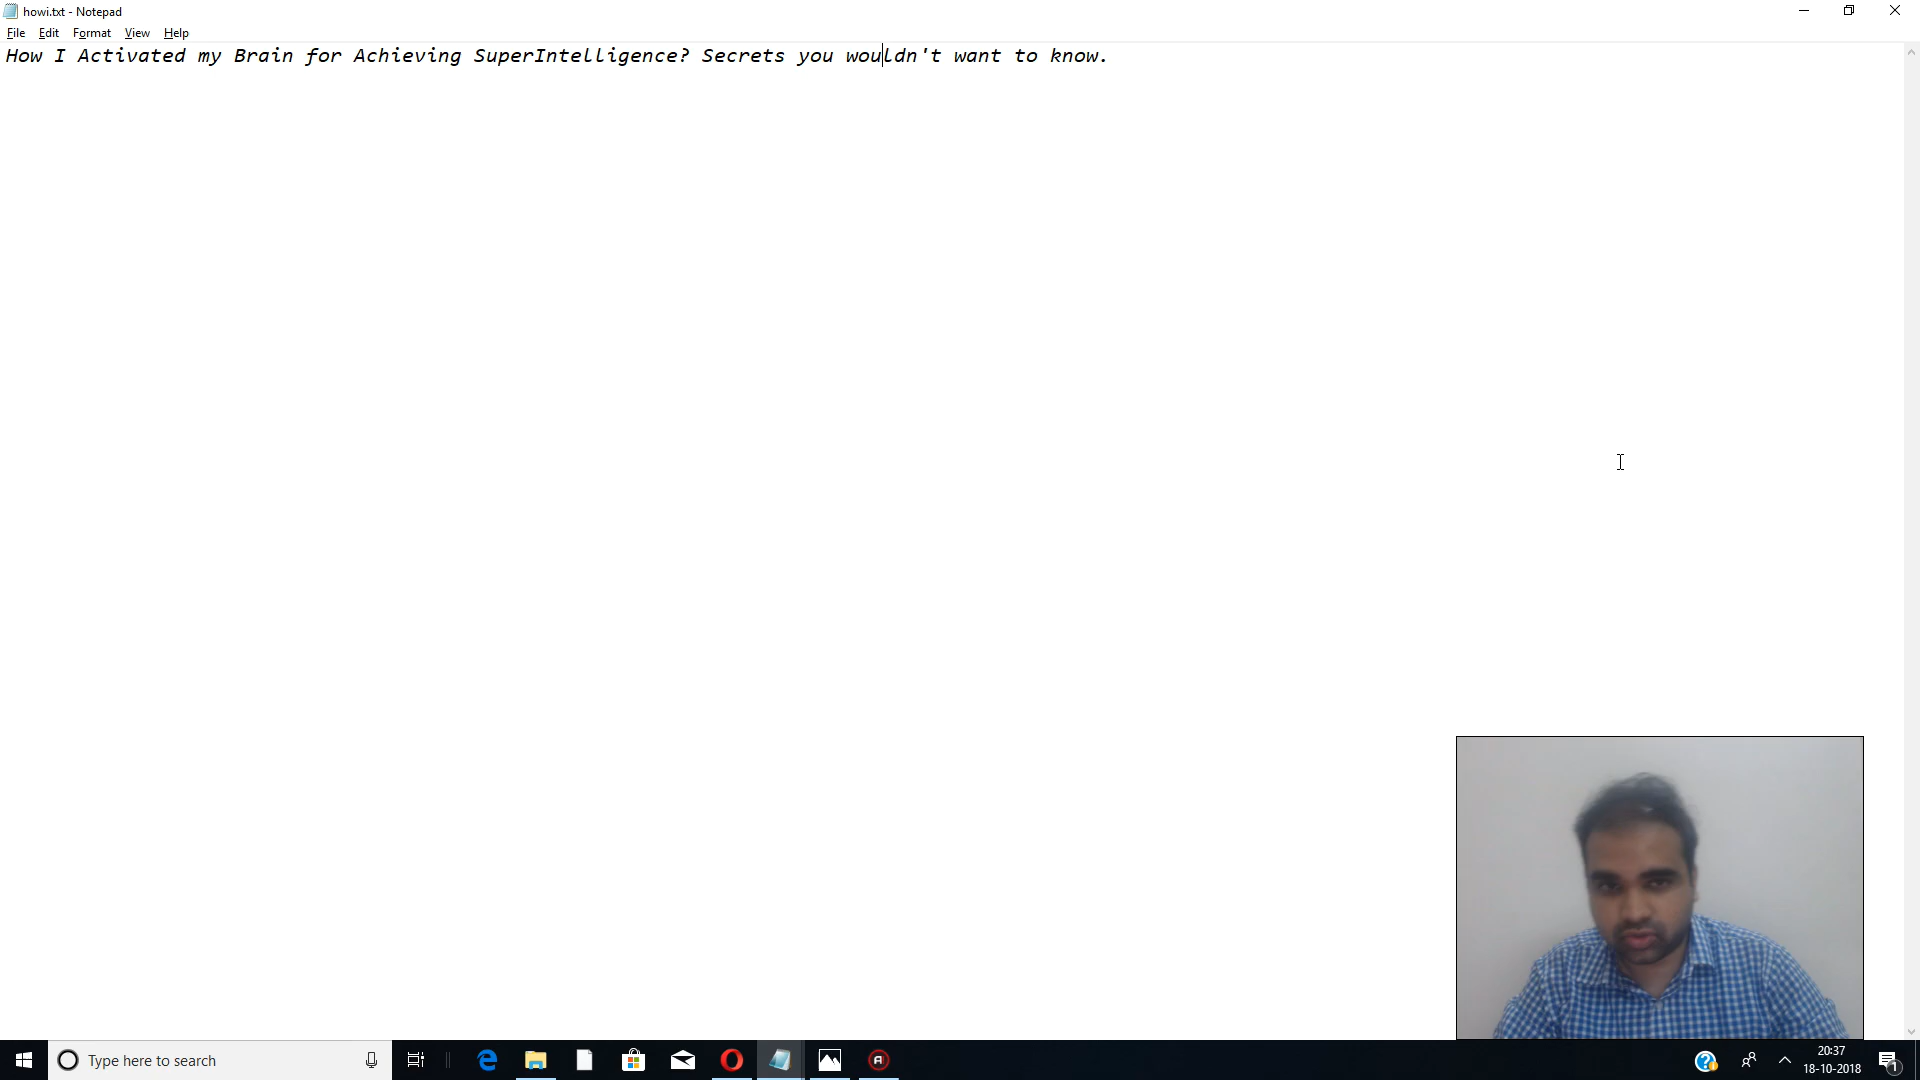 howi.txt - Notepad
File Edit Format View Help
How I Activated my Brain for Achieving SuperIntelligence? Secrets you wouldn't want to know.
Type here to search
20:37
18-10-2018
1